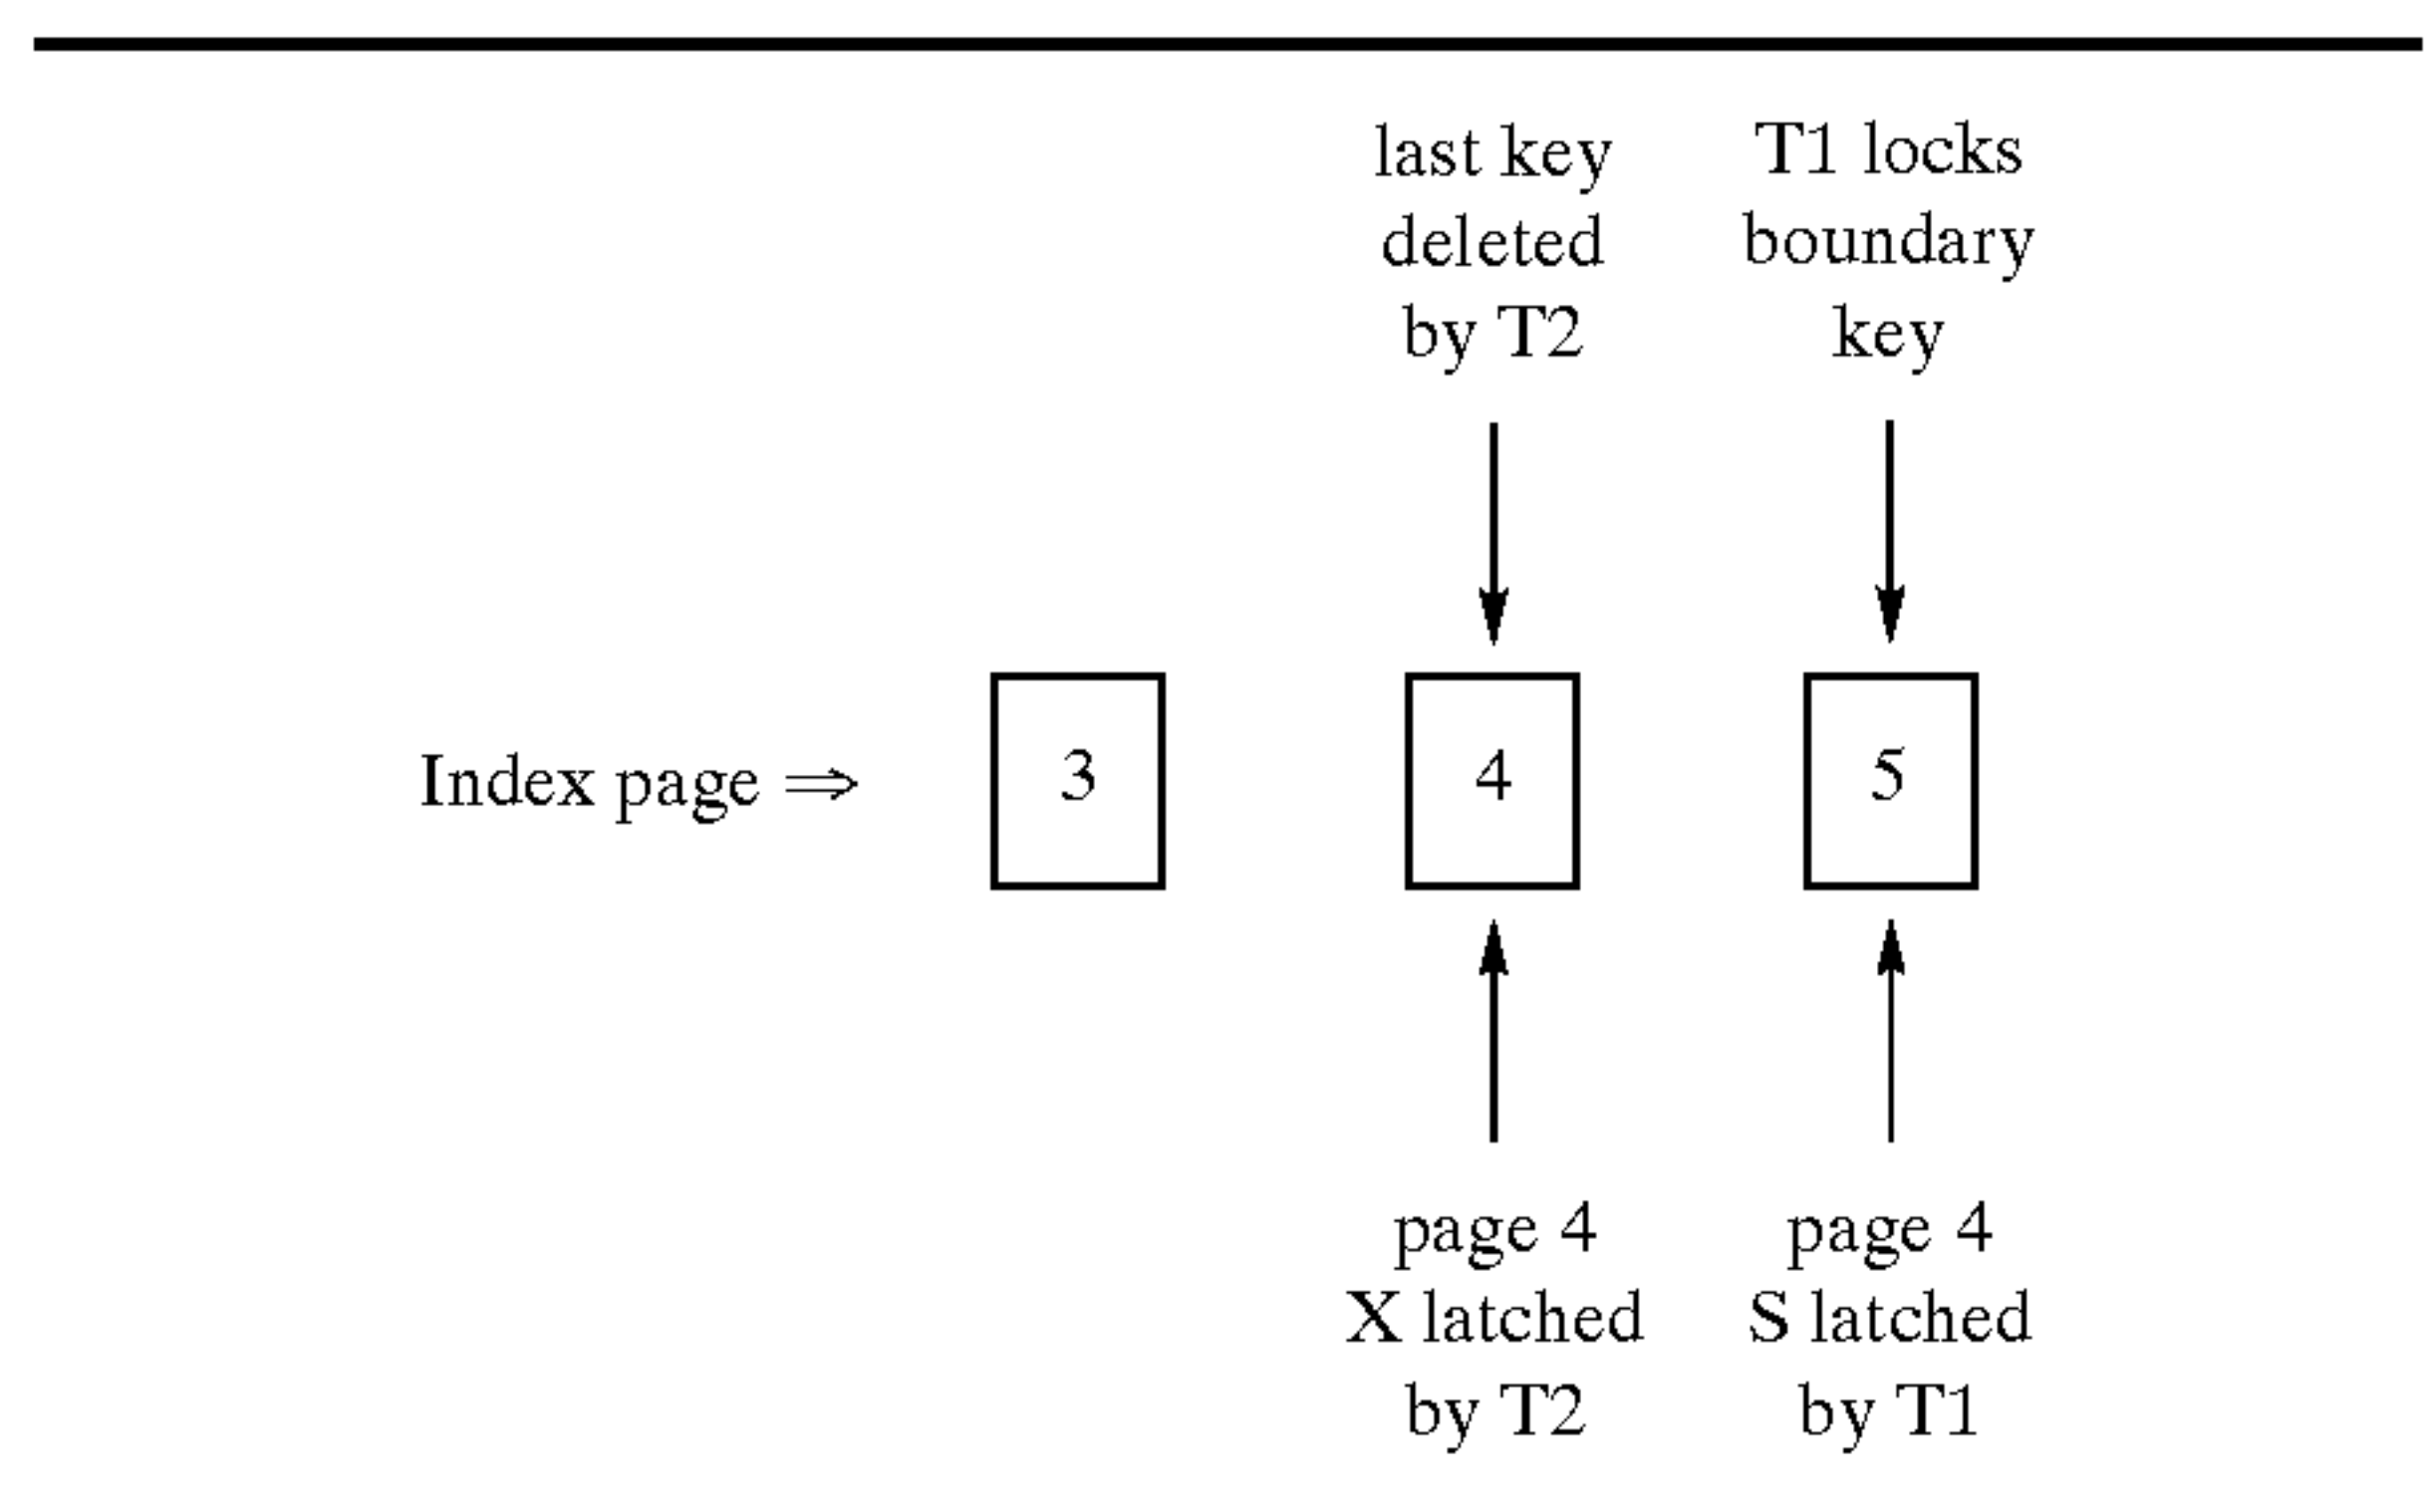 last key
deleted
by T2
T1 locks
boundary
key
Index page ⇒
3
4
5
page 4
X latched
by T2
page 4
S latched
by T1